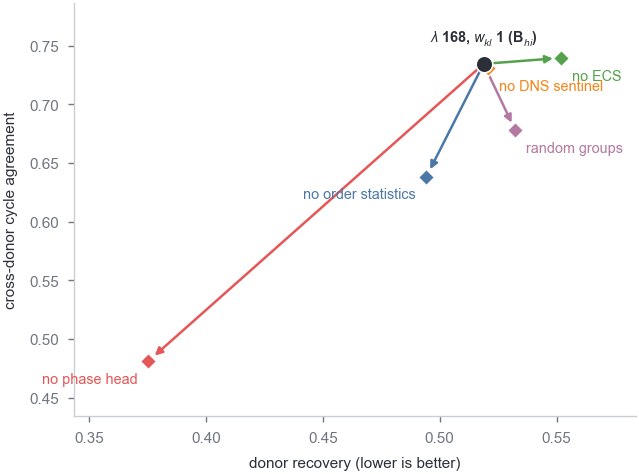 λ 168, wkl 1 (Bhi)
0.75
no ECS
no DNS sentinel
0.70
random groups
0.65
no order statistics
0.60
cross-donor cycle agreement
0.55
0.50
no phase head
0.45
0.35 0.40 0.45 0.50 0.55
donor recovery (lower is better)